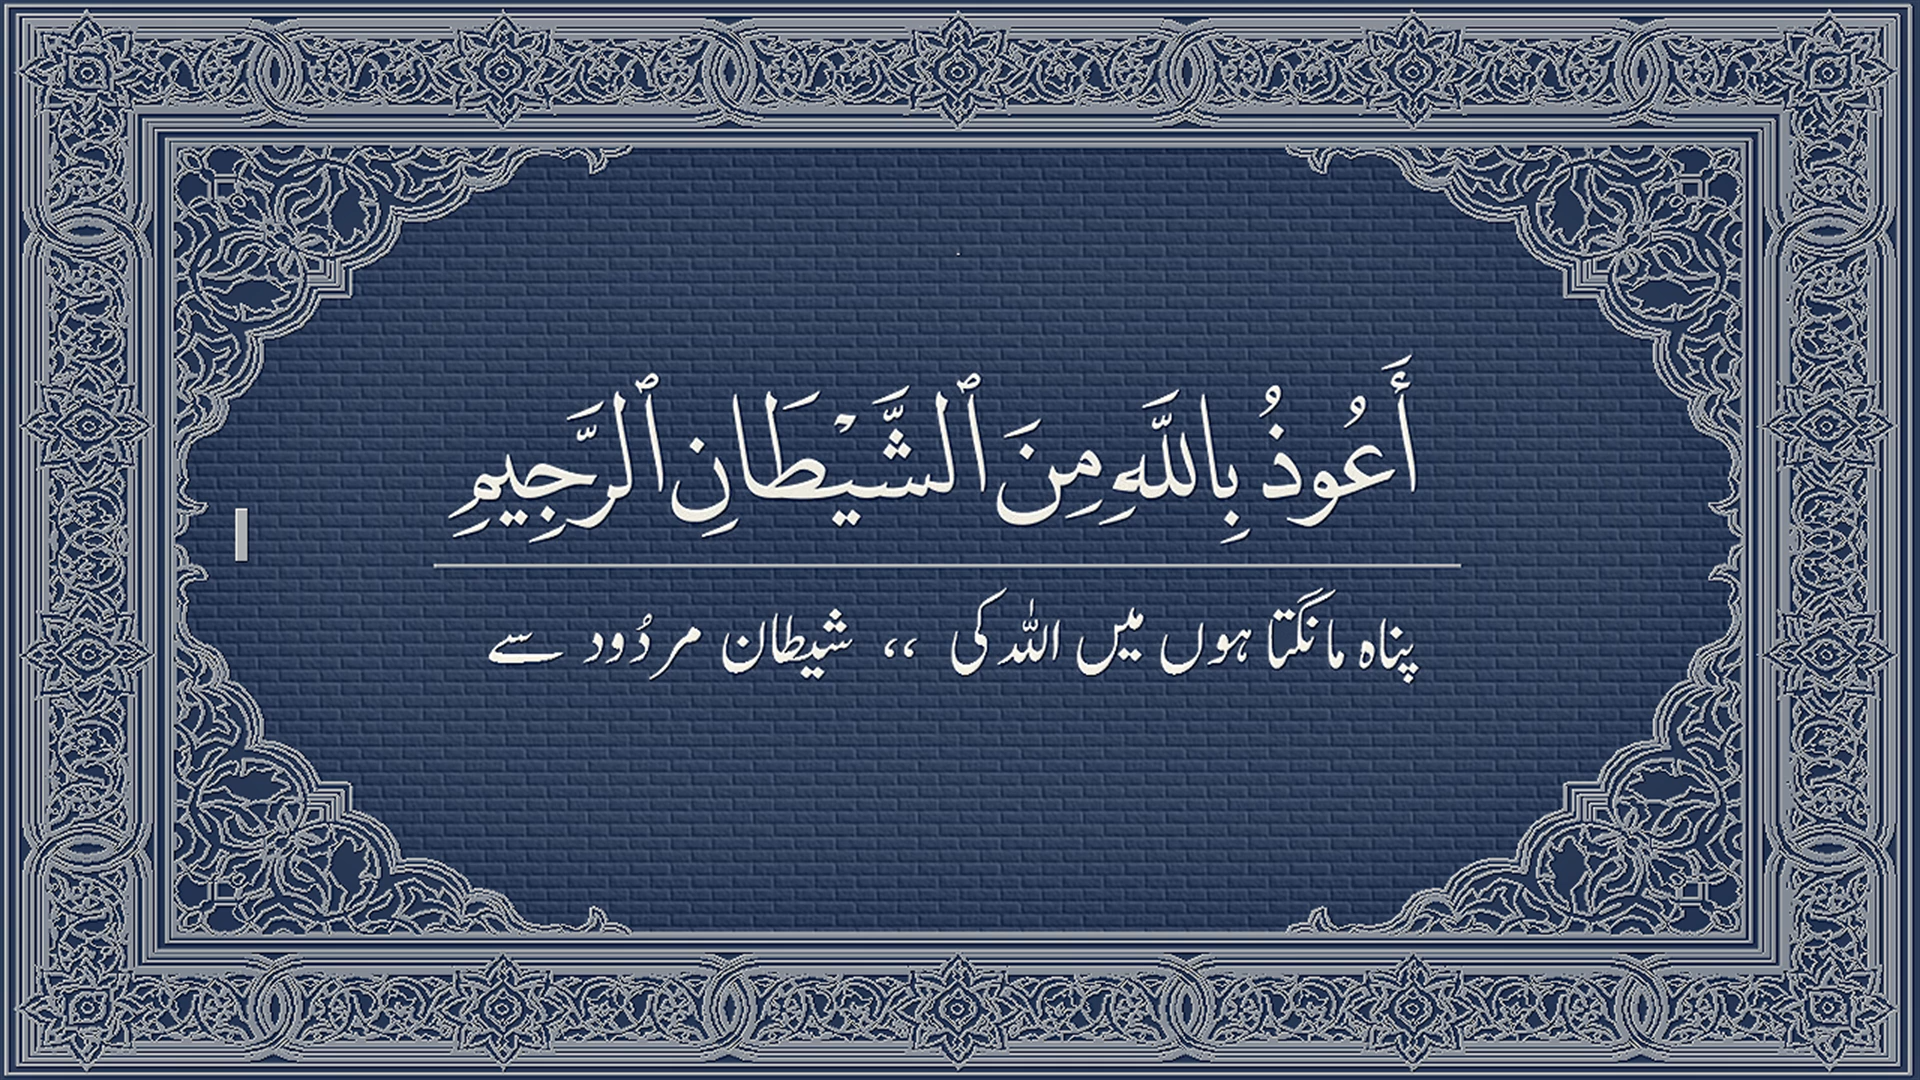 أَعُوذُ بِاللَّهِ مِنَ ٱلشَّيْطَانِ ٱلرَّجِيمِ
پناہ مانگتا ہوں میں اللہ کی ،، شیطان مردُود سے